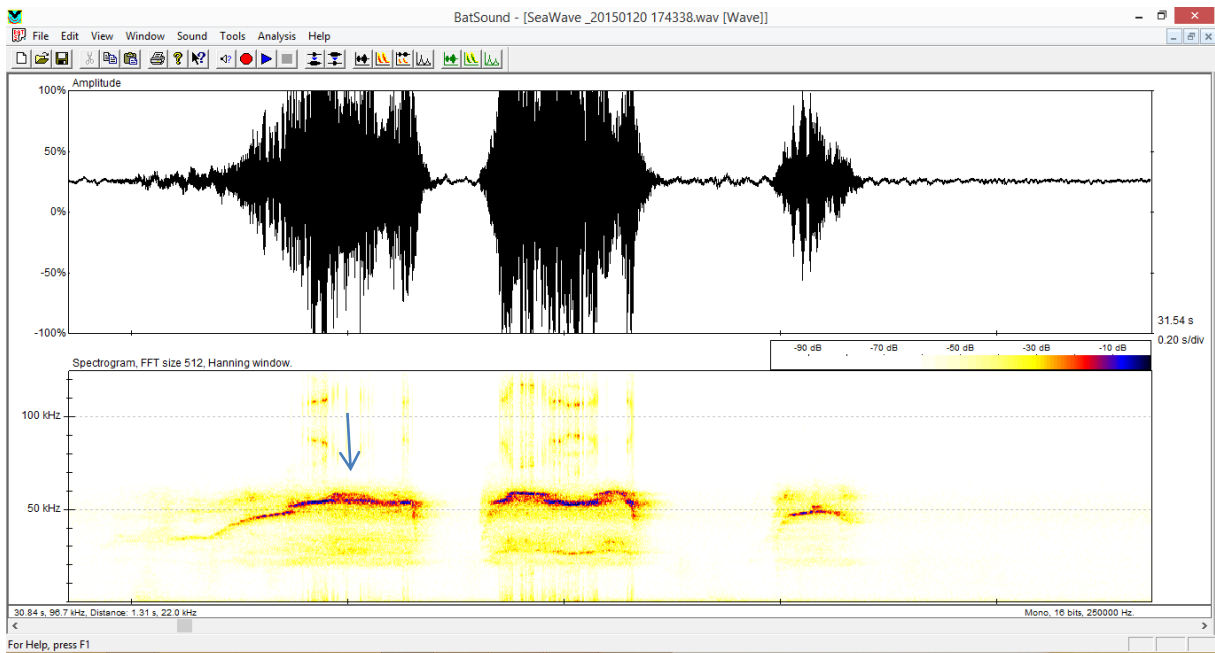 BatSound - [SeaWave _20150120 174338.wav [Wave]]
File Edit View Window Sound Tools Analysis Help
Amplitude
100%
50%
0%
-50%
-100%
31.54 s
0.20 s/div
-90 dB -70 dB -50 dB -30 dB -10 dB
Spectrogram, FFT size 512, Hanning window.
100 kHz
50 kHz
30.84 s, 96.7 kHz, Distance: 1.31 s, 22.0 kHz
Mono, 16 bits, 250000 Hz.
For Help, press F1